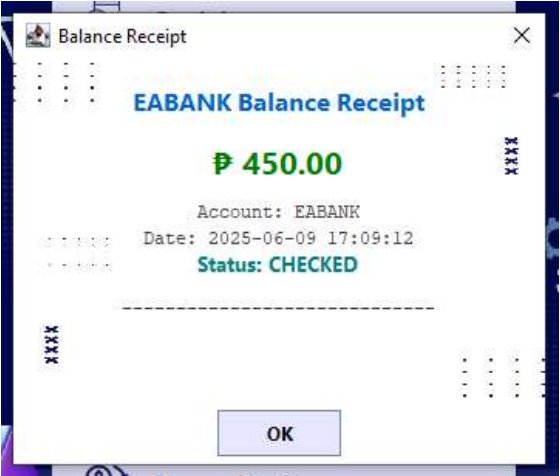 Balance Receipt
EABANK Balance Receipt
₱ 450.00
Account: EABANK
Date: 2025-06-09 17:09:12
Status: CHECKED
-----------------------------
OK